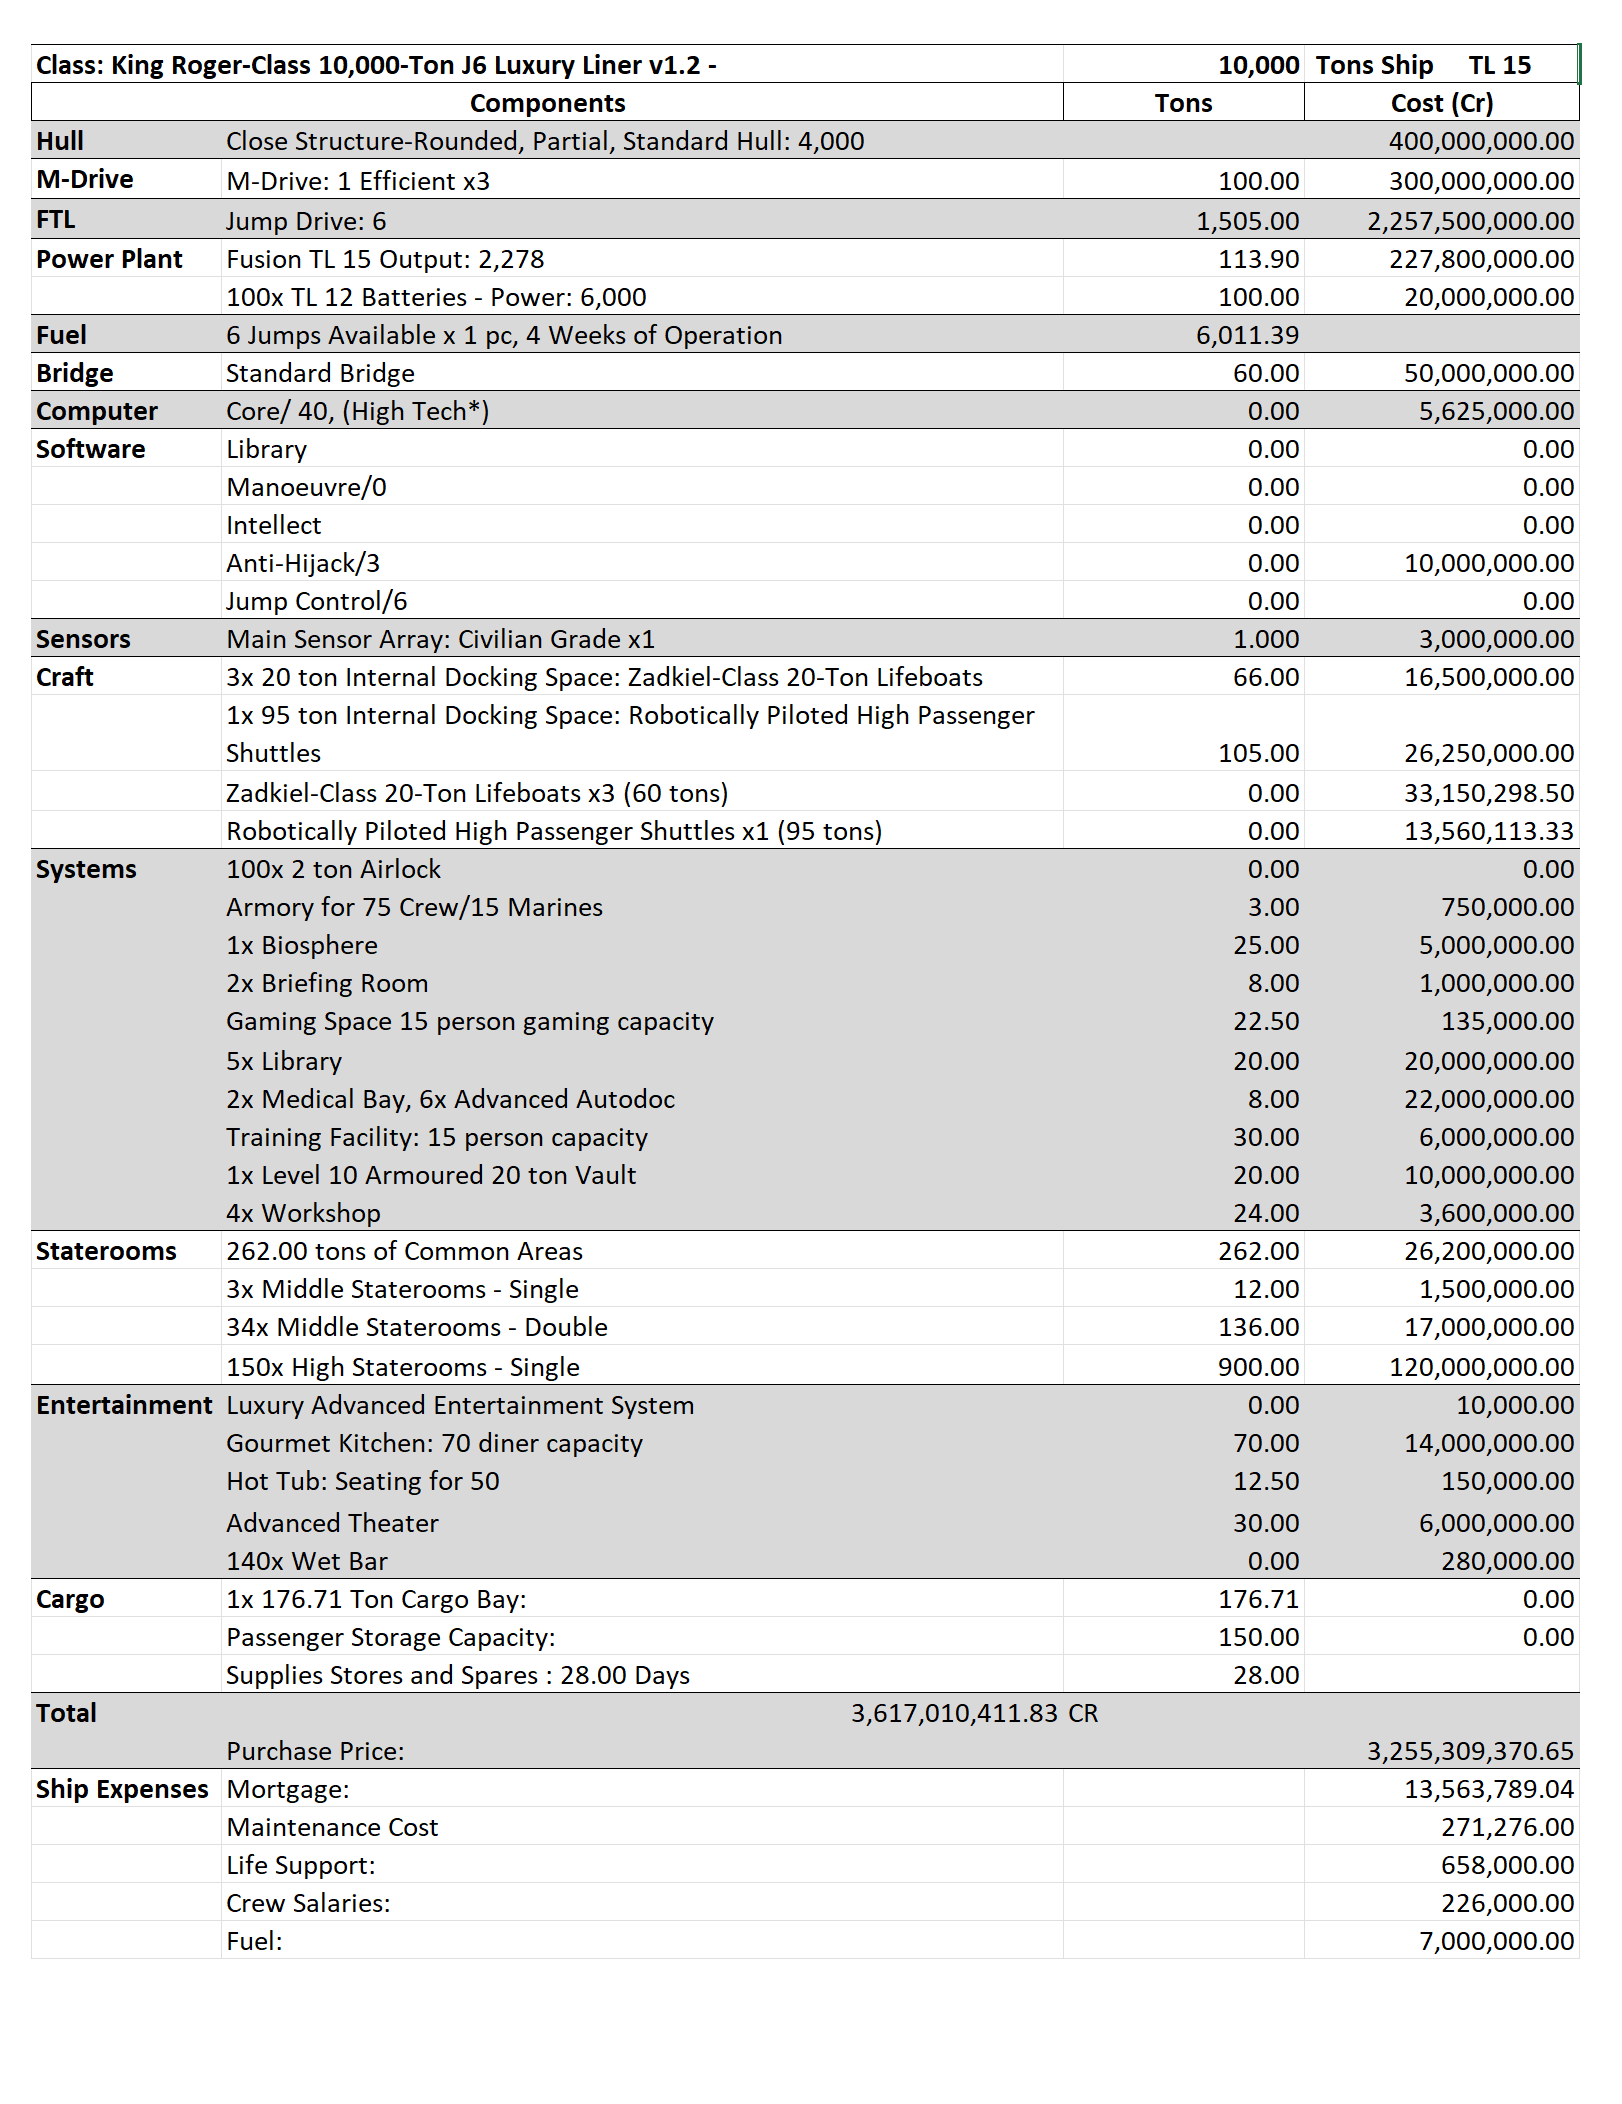 Class: King Roger-Class 10,000-Ton J6 Luxury Liner v1.2 - 10,000 Tons Ship TL 15
Components Tons Cost (Cr)
Hull Close Structure-Rounded, Partial, Standard Hull: 4,000 400,000,000.00
M-Drive M-Drive: 1 Efficient x3 100.00 300,000,000.00
FTL Jump Drive: 6 1,505.00 2,257,500,000.00
Power Plant Fusion TL 15 Output: 2,278 113.90 227,800,000.00
100x TL 12 Batteries - Power: 6,000 100.00 20,000,000.00
Fuel 6 Jumps Available x 1 pc, 4 Weeks of Operation 6,011.39
Bridge Standard Bridge 60.00 50,000,000.00
Computer Core/ 40, (High Tech*) 0.00 5,625,000.00
Software Library 0.00 0.00
Manoeuvre/0 0.00 0.00
Intellect 0.00 0.00
Anti-Hijack/3 0.00 10,000,000.00
Jump Control/6 0.00 0.00
Sensors Main Sensor Array: Civilian Grade x1 1.000 3,000,000.00
Craft 3x 20 ton Internal Docking Space: Zadkiel-Class 20-Ton Lifeboats 66.00 16,500,000.00
1x 95 ton Internal Docking Space: Robotically Piloted High Passenger
Shuttles 105.00 26,250,000.00
Zadkiel-Class 20-Ton Lifeboats x3 (60 tons) 0.00 33,150,298.50
Robotically Piloted High Passenger Shuttles x1 (95 tons) 0.00 13,560,113.33
Systems 100x 2 ton Airlock 0.00 0.00
Armory for 75 Crew/15 Marines 3.00 750,000.00
1x Biosphere 25.00 5,000,000.00
2x Briefing Room 8.00 1,000,000.00
Gaming Space 15 person gaming capacity 22.50 135,000.00
5x Library 20.00 20,000,000.00
2x Medical Bay, 6x Advanced Autodoc 8.00 22,000,000.00
Training Facility: 15 person capacity 30.00 6,000,000.00
1x Level 10 Armoured 20 ton Vault 20.00 10,000,000.00
4x Workshop 24.00 3,600,000.00
Staterooms 262.00 tons of Common Areas 262.00 26,200,000.00
3x Middle Staterooms - Single 12.00 1,500,000.00
34x Middle Staterooms - Double 136.00 17,000,000.00
150x High Staterooms - Single 900.00 120,000,000.00
Entertainment Luxury Advanced Entertainment System 0.00 10,000.00
Gourmet Kitchen: 70 diner capacity 70.00 14,000,000.00
Hot Tub: Seating for 50 12.50 150,000.00
Advanced Theater 30.00 6,000,000.00
140x Wet Bar 0.00 280,000.00
Cargo 1x 176.71 Ton Cargo Bay: 176.71 0.00
Passenger Storage Capacity: 150.00 0.00
Supplies Stores and Spares : 28.00 Days 28.00
Total 3,617,010,411.83 CR
Purchase Price: 3,255,309,370.65
Ship Expenses Mortgage: 13,563,789.04
Maintenance Cost 271,276.00
Life Support: 658,000.00
Crew Salaries: 226,000.00
Fuel: 7,000,000.00